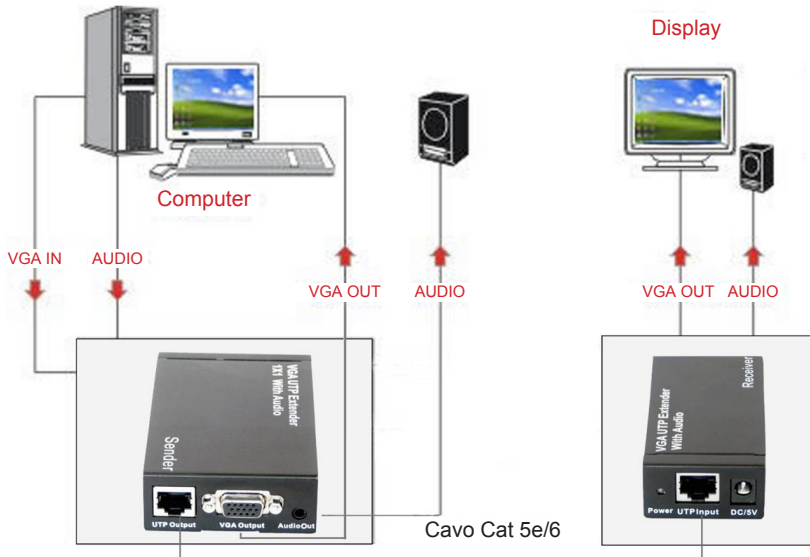 Display
Computer
VGA IN
AUDIO
VGA OUT
AUDIO
VGA OUT
AUDIO
VGA UTP Extender
1X1 With Audio
Sender
UTP Output
VGA Output
AudioOut
Cavo Cat 5e/6
Receiver
VGA UTP Extender
With Audio
Power
UTP Input
DC/5V